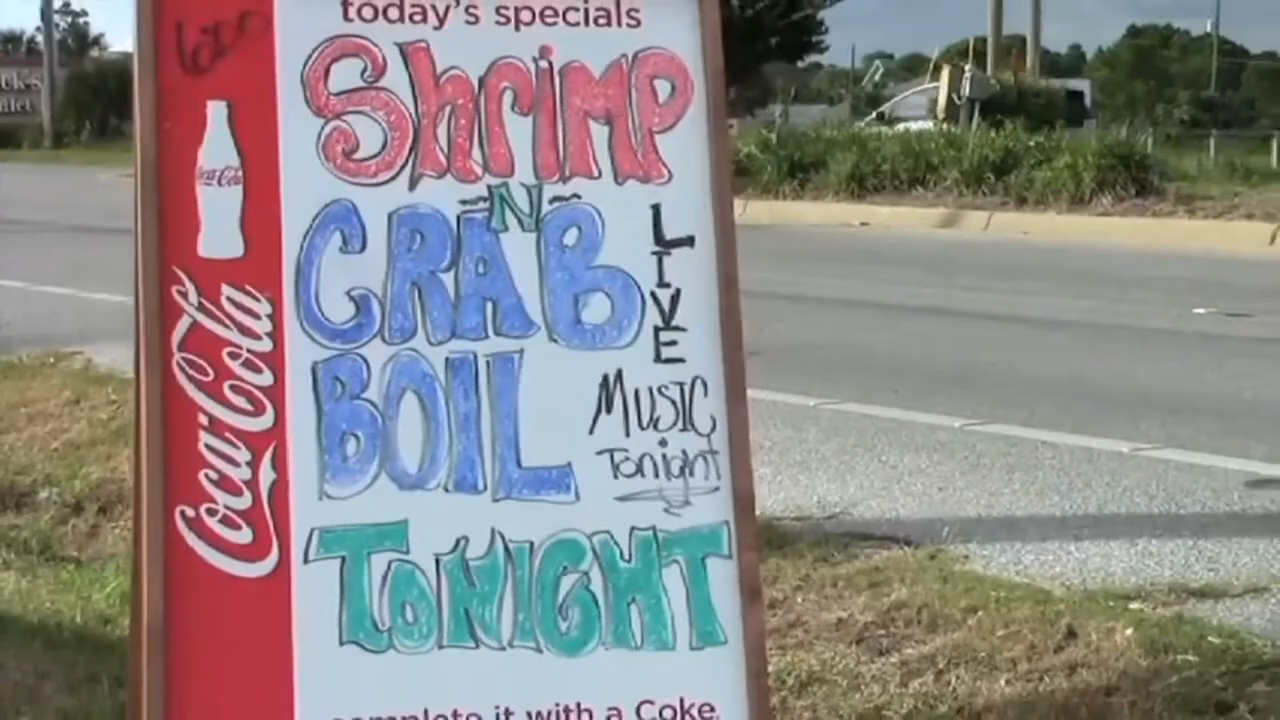 today's specials
Shrimp
N
CRAB
BOIL
LIVE
MUSIC
Tonight
TONIGHT
complete it with a Coke.
Coca-Cola
Coca-Cola